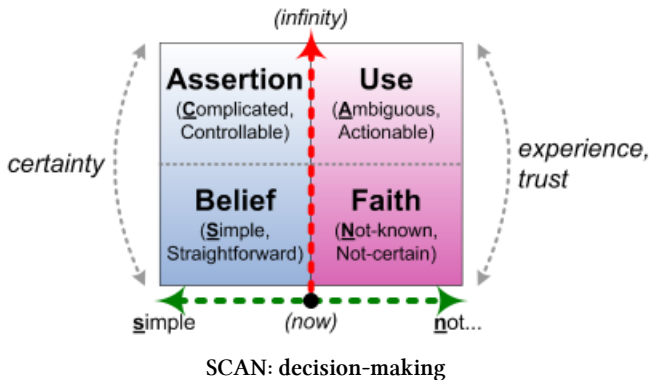 (infinity)
Assertion
(Complicated,
Controllable)
Use
(Ambiguous,
Actionable)
certainty
experience,
trust
Belief
(Simple,
Straightforward)
Faith
(Not-known,
Not-certain)
simple
(now)
not...
SCAN: decision-making